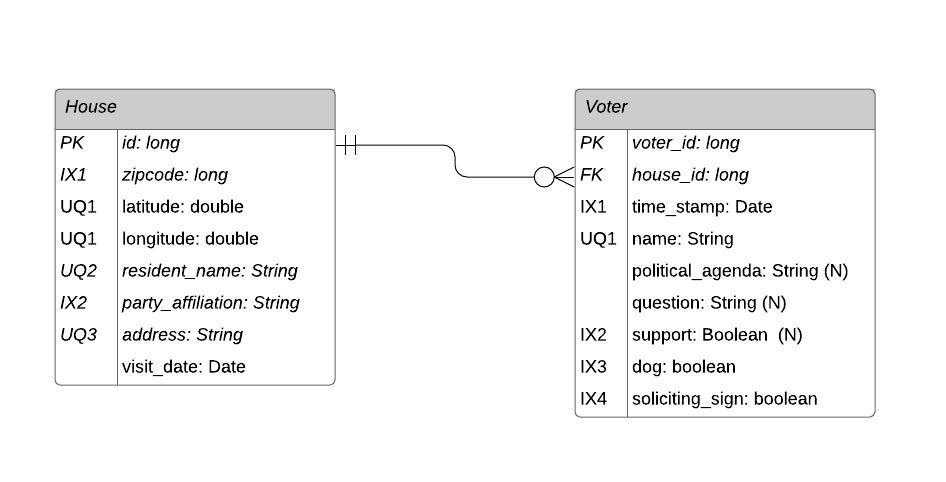 House
PK id: long
IX1 zipcode: long
UQ1 latitude: double
UQ1 longitude: double
UQ2 resident_name: String
IX2 party_affiliation: String
UQ3 address: String
visit_date: Date
Voter
PK voter_id: long
FK house_id: long
IX1 time_stamp: Date
UQ1 name: String
political_agenda: String (N)
question: String (N)
IX2 support: Boolean  (N)
IX3 dog: boolean
IX4 soliciting_sign: boolean